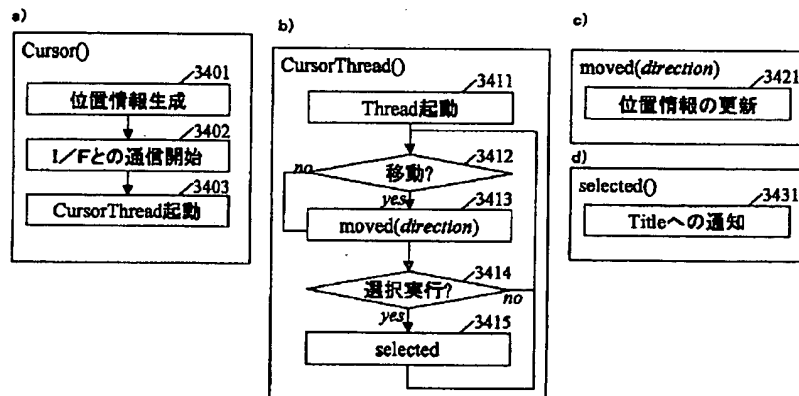 a)
Cursor()
3401
位置情報生成
3402
I/Fとの通信開始
3403
CursorThread起動
b)
CursorThread()
3411
Thread起動
3412
no
移動?
yes
3413
moved(direction)
3414
選択実行?
no
yes
3415
selected
c)
moved(direction)
3421
位置情報の更新
d)
selected()
3431
Titleへの通知